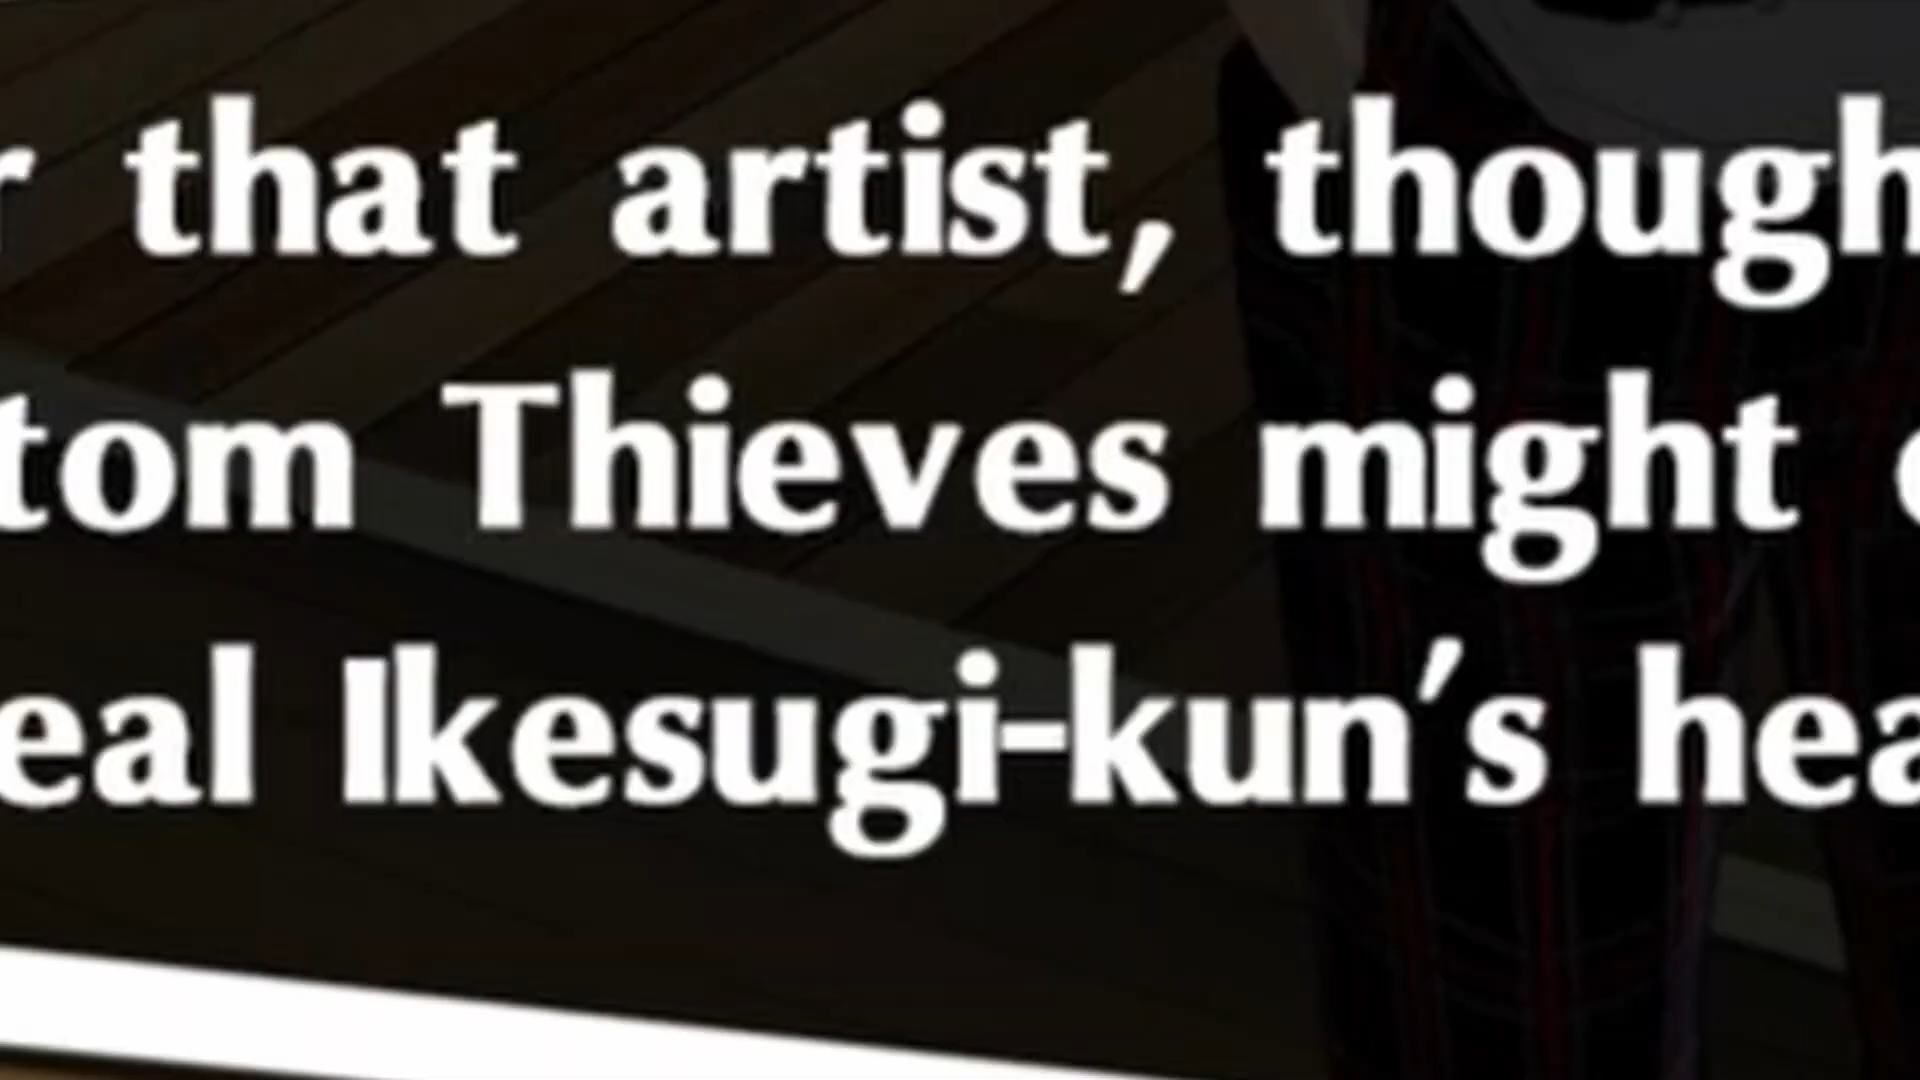 r that artist, though
tom Thieves might
eal Ikesugi-kun's hea